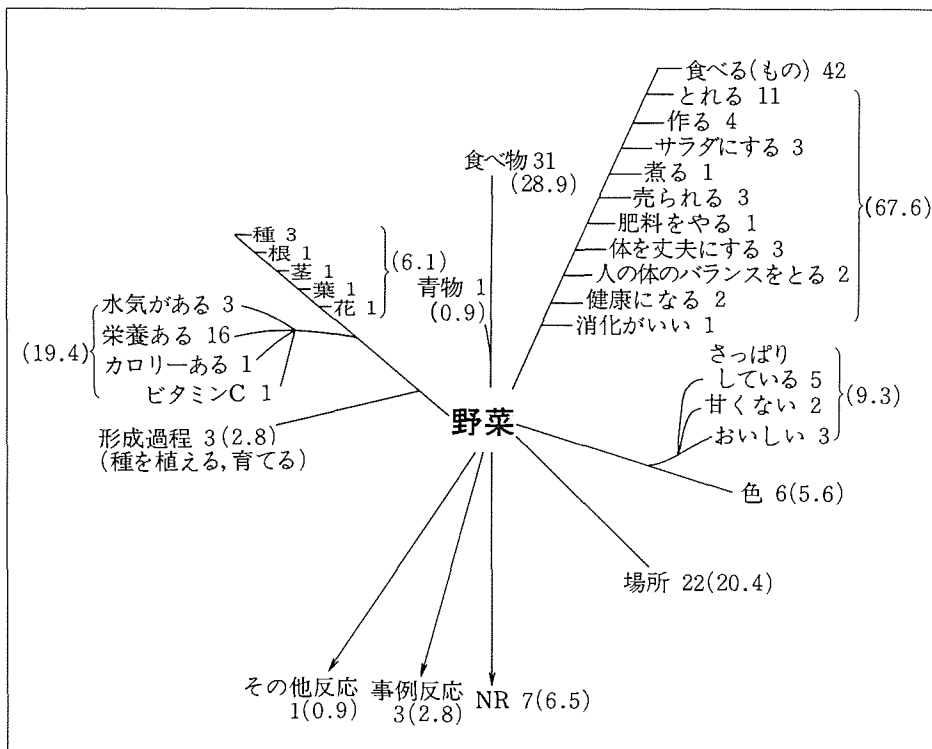 食べる(もの) 42
とれる 11
作る 4
サラダにする 3
煮る 1
売られる 3
肥料をやる 1
体を丈夫にする 3
人の体のバランスをとる 2
健康になる 2
消化がいい 1
(67.6)
食べ物31
(28.9)
青物 1
(0.9)
種 3
根 1
茎 1
葉 1
花 1
(6.1)
水気がある 3
栄養ある 16
カロリーある 1
ビタミンC 1
(19.4)
形成過程 3(2.8)
(種を植える,育てる)
野菜
さっぱり
している 5
甘くない 2
おいしい 3
(9.3)
色 6(5.6)
場所 22(20.4)
その他反応
1(0.9)
事例反応
3(2.8)
NR 7(6.5)